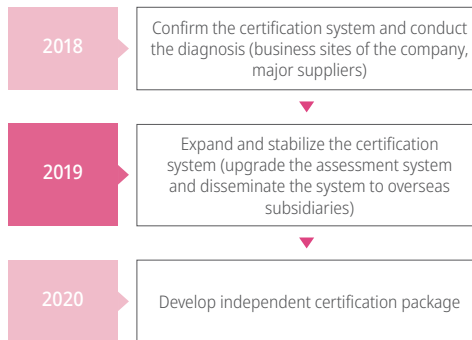 2018
Confirm the certification system and conduct
the diagnosis (business sites of the company,
major suppliers)
2019
Expand and stabilize the certification
system (upgrade the assessment system
and disseminate the system to overseas
subsidiaries)
2020
Develop independent certification package